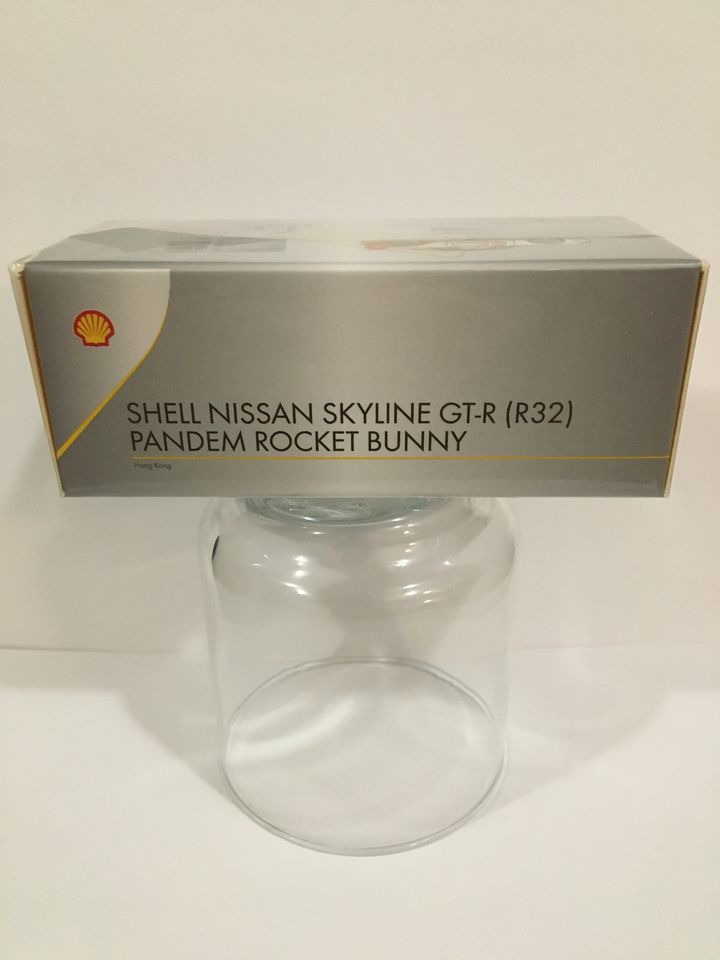 SHELL NISSAN SKYLINE GT-R (R32)
PANDEM ROCKET BUNNY
Hong Kong